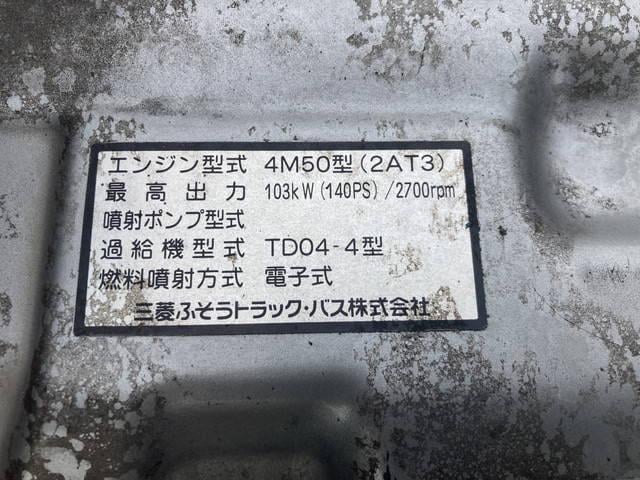 エンジン型式 4M50型(2AT3)
最高出力 103kW(140PS)/2700rpm
噴射ポンプ型式
過給機型式 TD04-4型
燃料噴射方式 電子式
三菱ふそうトラック・バス株式会社